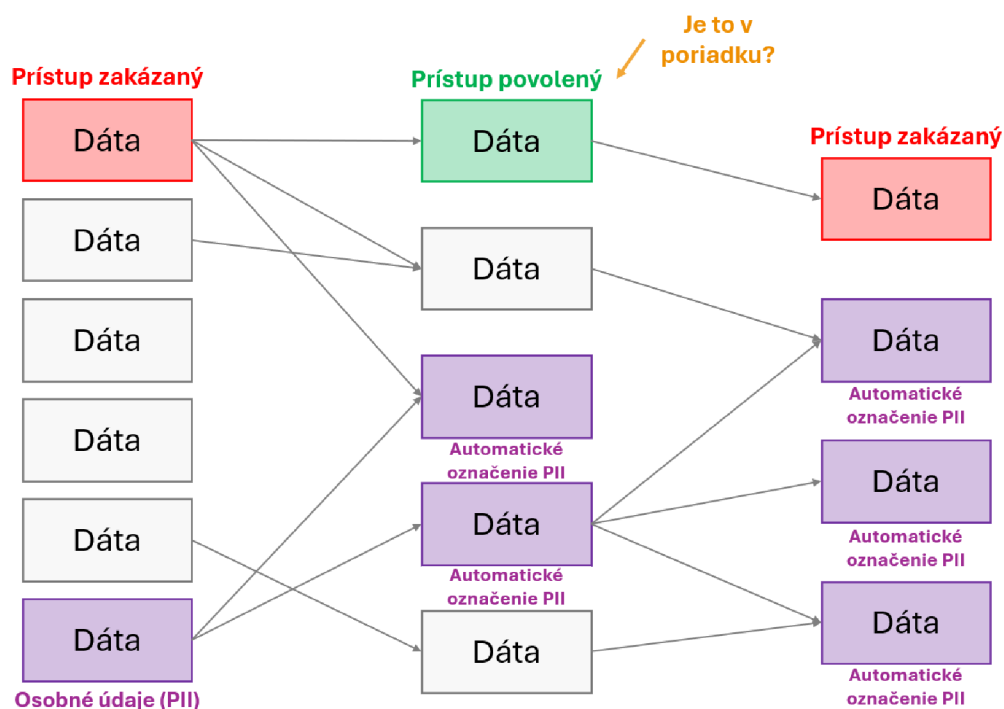 Je to v
poriadku?
Prístup zakázaný
Dáta
Dáta
Dáta
Dáta
Dáta
Dáta
Osobné údaje (PII)
Prístup povolený
Dáta
Dáta
Dáta
Automatické
označenie PII
Dáta
Automatické
označenie PII
Dáta
Prístup zakázaný
Dáta
Dáta
Automatické
označenie PII
Dáta
Automatické
označenie PII
Dáta
Automatické
označenie PII